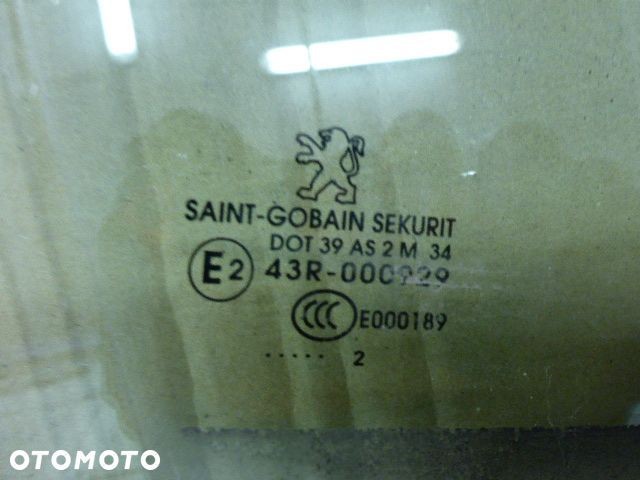 SAINT-GOBAIN SEKURIT
DOT 39 AS 2 M 34
E2 43R-000929
CCC E000189
..... 2
OTOMOTO